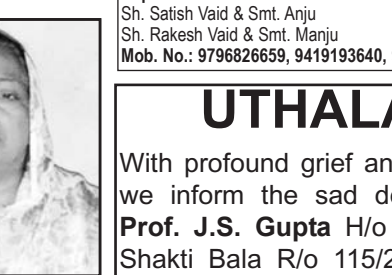 Sh. Satish Vaid & Smt. Anju
Sh. Rakesh Vaid & Smt. Manju
Mob. No.: 9796826659, 9419193640,
UTHALA
With profound grief an
we inform the sad de
Prof. J.S. Gupta H/o
Shakti Bala R/o 115/2